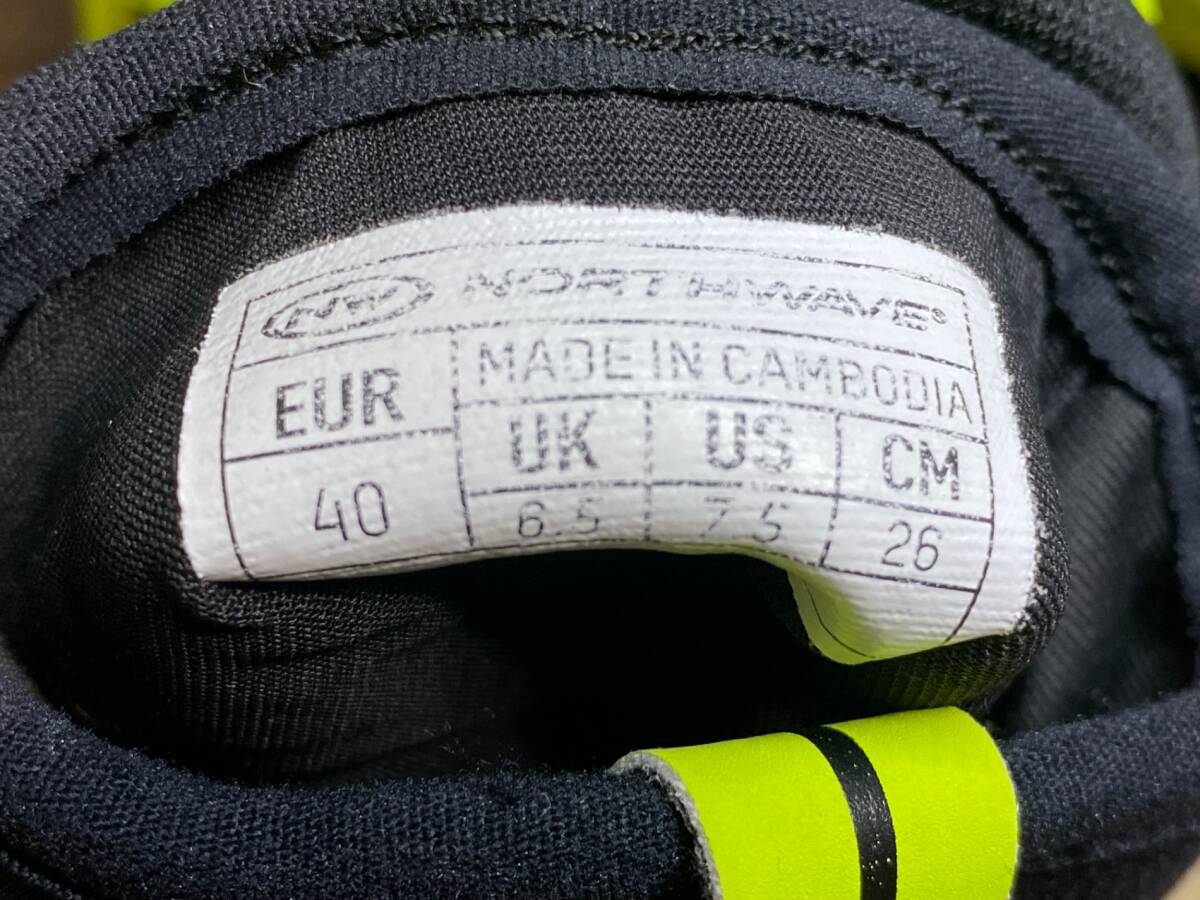 NW NORTHWAVE®
MADE IN CAMBODIA
EUR UK US CM
40 6.5 7.5 26